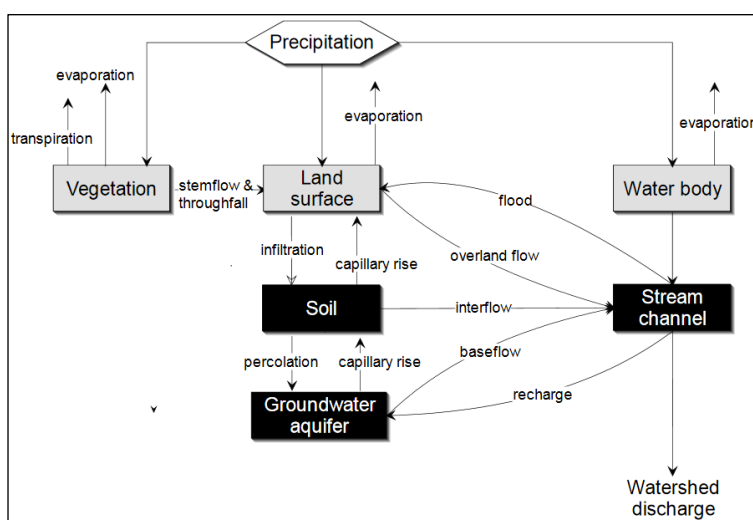 Precipitation
evaporation
evaporation
evaporation
transpiration
Vegetation
stemflow &
throughfall
Land
surface
Water body
flood
infiltration
capillary rise
overland flow
Soil
interflow
Stream
channel
percolation
capillary rise
baseflow
Groundwater
aquifer
recharge
Watershed
discharge